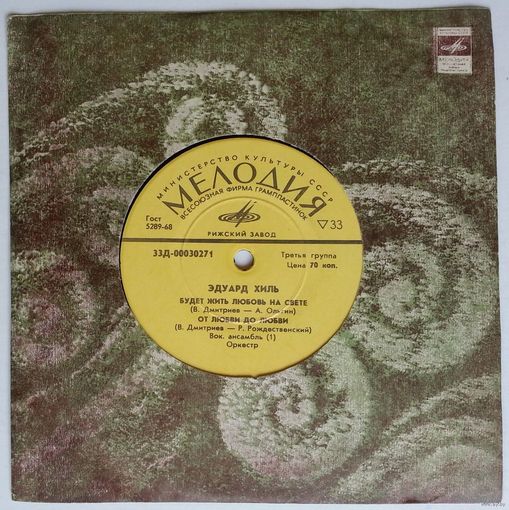 МЕЛОДИЯ
МИНИСТЕРСТВО КУЛЬТУРЫ СССР
МЕЛОДИЯ
ВСЕСОЮЗНАЯ ФИРМА ГРАМПЛАСТИНОК
Гост
5289-68
▽33
РИЖСКИЙ ЗАВОД
33Д-00030271
Третья группа
Цена 70 коп.
ЭДУАРД ХИЛЬ
БУДЕТ ЖИТЬ ЛЮБОВЬ НА СВЕТЕ
(В. Дмитриев — А. Ольгин)
ОТ ЛЮБВИ ДО ЛЮБВИ
(В. Дмитриев — Р. Рождественский)
Вок. ансамбль (1)
Оркестр